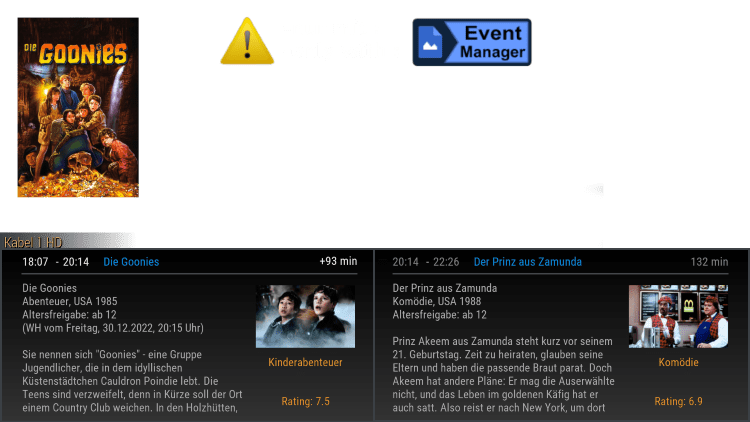 DIE GOONIES
!
Event
Manager
Kabel 1 HD
18:07 - 20:14 Die Goonies +93 min
Die Goonies
Abenteuer, USA 1985
Altersfreigabe: ab 12
(WH vom Freitag, 30.12.2022, 20:15 Uhr)
Sie nennen sich "Goonies" - eine Gruppe
Jugendlicher, die in dem idyllischen
Küstenstädtchen Cauldron Poindie lebt. Die
Teens sind verzweifelt, denn in Kürze soll der Ort
einem Country Club weichen. In den Holzhütten,
Kinderabenteuer
Rating: 7.5
20:14 - 22:26 Der Prinz aus Zamunda 132 min
Der Prinz aus Zamunda
Komödie, USA 1988
Altersfreigabe: ab 12
Prinz Akeem aus Zamunda steht kurz vor seinem
21. Geburtstag. Zeit zu heiraten, glauben seine
Eltern und haben die passende Braut parat. Doch
Akeem hat andere Pläne: Er mag die Auserwählte
nicht, und das Leben im goldenen Käfig hat er
auch satt. Also reist er nach New York, um dort
Komödie
Rating: 6.9